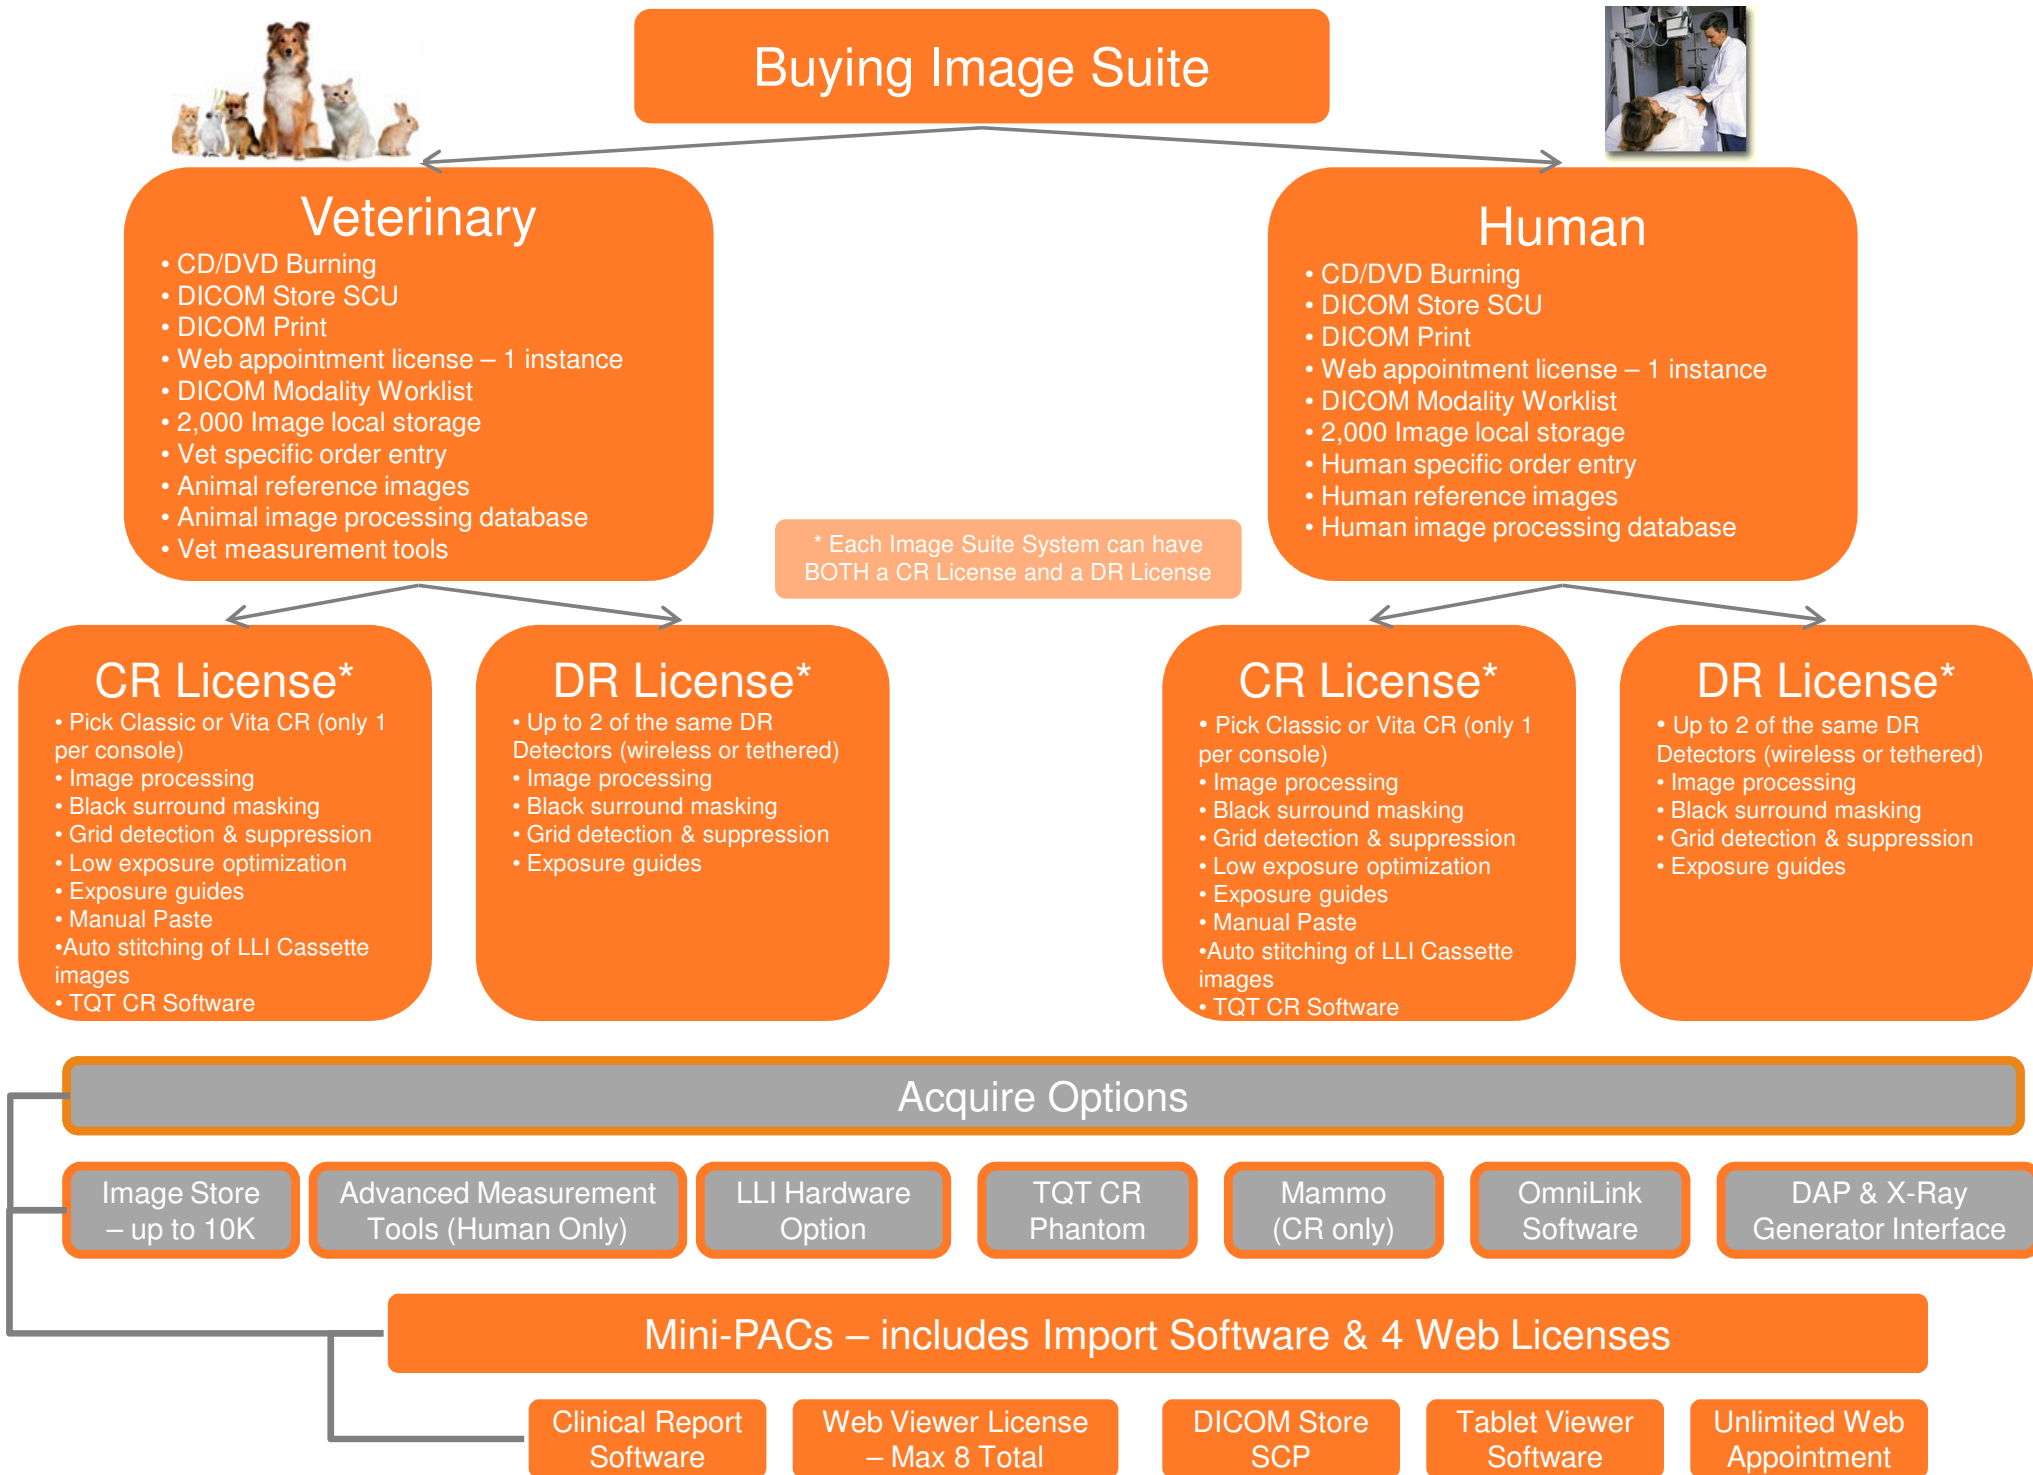 Buying Image Suite
Veterinary
• CD/DVD Burning
• DICOM Store SCU
• DICOM Print
• Web appointment license – 1 instance
• DICOM Modality Worklist
• 2,000 Image local storage
• Vet specific order entry
• Animal reference images
• Animal image processing database
• Vet measurement tools
Human
• CD/DVD Burning
• DICOM Store SCU
• DICOM Print
• Web appointment license – 1 instance
• DICOM Modality Worklist
• 2,000 Image local storage
• Human specific order entry
• Human reference images
• Human image processing database
* Each Image Suite System can have
BOTH a CR License and a DR License
CR License*
• Pick Classic or Vita CR (only 1
per console)
• Image processing
• Black surround masking
• Grid detection & suppression
• Low exposure optimization
• Exposure guides
• Manual Paste
•Auto stitching of LLI Cassette
images
• TQT CR Software
DR License*
• Up to 2 of the same DR
Detectors (wireless or tethered)
• Image processing
• Black surround masking
• Grid detection & suppression
• Exposure guides
CR License*
• Pick Classic or Vita CR (only 1
per console)
• Image processing
• Black surround masking
• Grid detection & suppression
• Low exposure optimization
• Exposure guides
• Manual Paste
•Auto stitching of LLI Cassette
images
• TQT CR Software
DR License*
• Up to 2 of the same DR
Detectors (wireless or tethered)
• Image processing
• Black surround masking
• Grid detection & suppression
• Exposure guides
Acquire Options
Image Store
– up to 10K
Advanced Measurement
Tools (Human Only)
LLI Hardware
Option
TQT CR
Phantom
Mammo
(CR only)
OmniLink
Software
DAP & X-Ray
Generator Interface
Mini-PACs – includes Import Software & 4 Web Licenses
Clinical Report
Software
Web Viewer License
– Max 8 Total
DICOM Store
SCP
Tablet Viewer
Software
Unlimited Web
Appointment